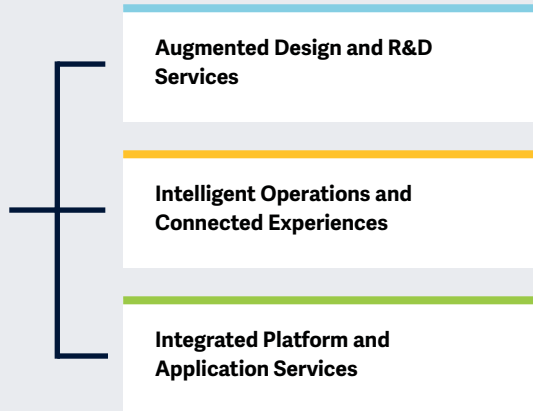 Augmented Design and R&D
Services
Intelligent Operations and
Connected Experiences
Integrated Platform and
Application Services